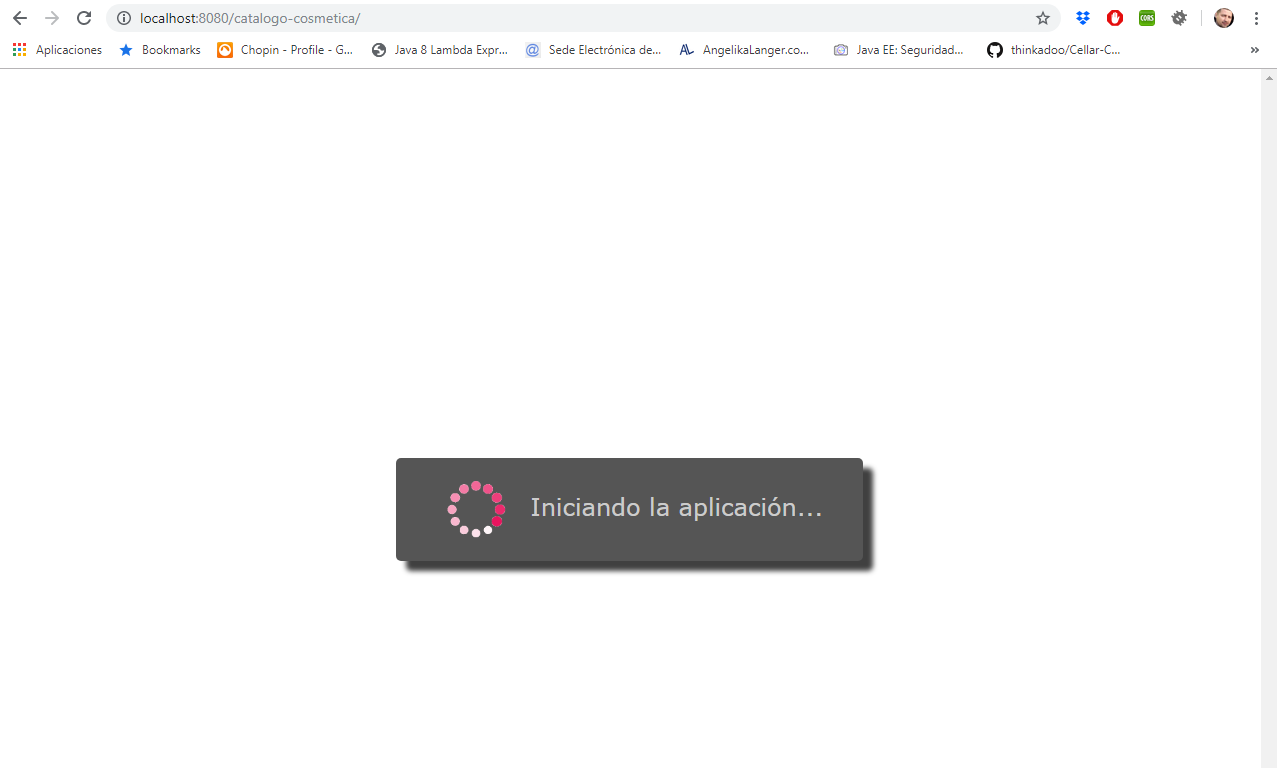 localhost:8080/catalogo-cosmetica/
CORS
Aplicaciones Bookmarks Chopin - Profile - G... Java 8 Lambda Expr... Sede Electrónica de... AL AngelikaLanger.co... Java EE: Seguridad... thinkadoo/Cellar-C... »
Iniciando la aplicación...